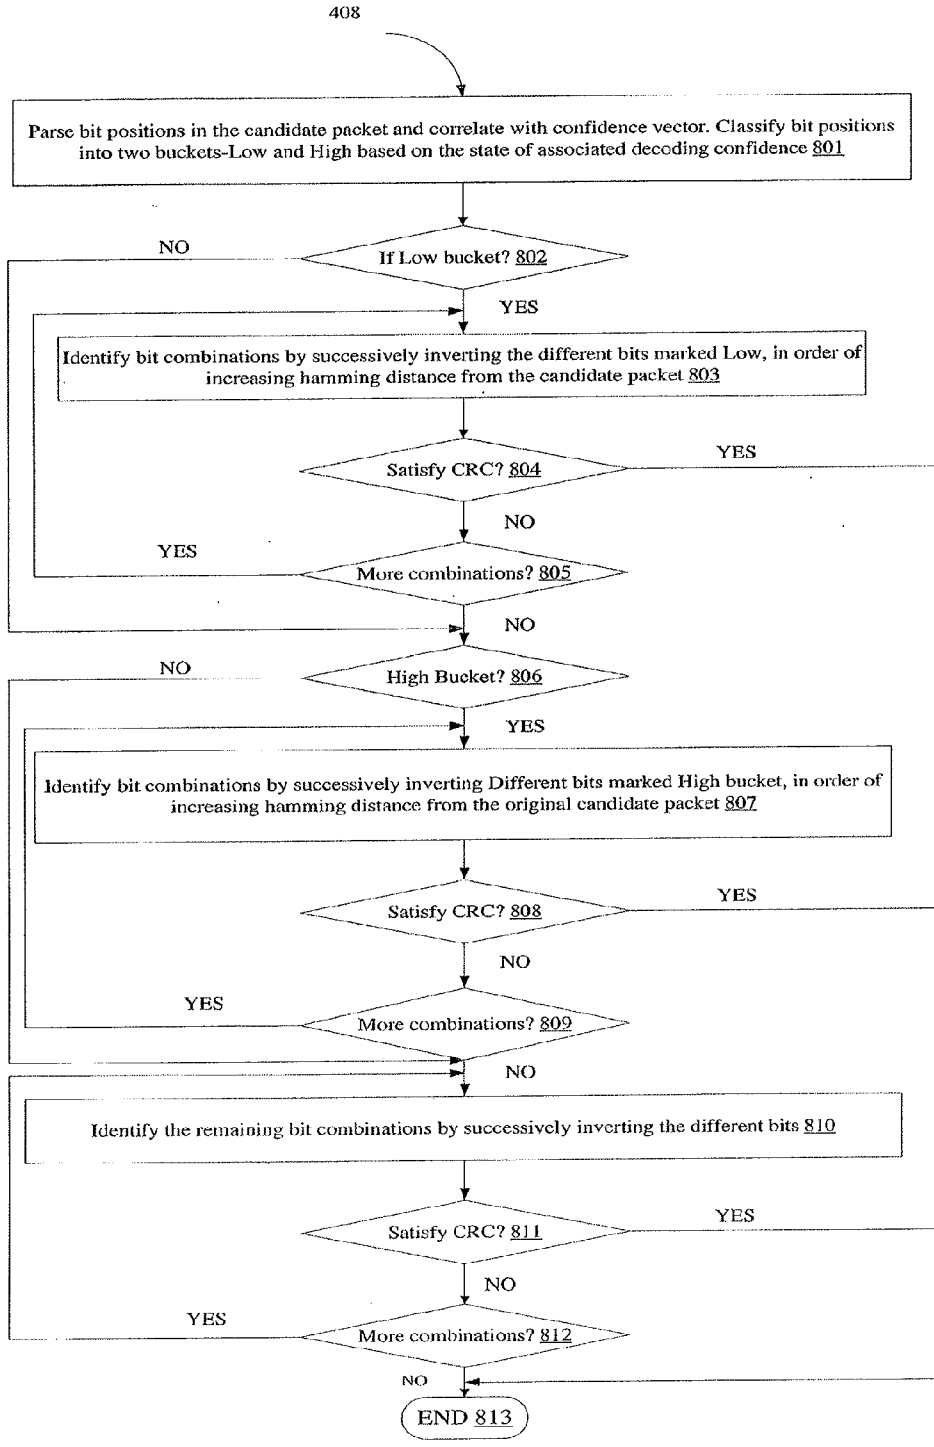 408
Parse bit positions in the candidate packet and correlate with confidence vector. Classify bit positions
into two buckets-Low and High based on the state of associated decoding confidence 801
NO
If Low bucket? 802
YES
Identify bit combinations by successively inverting the different bits marked Low, in order of
increasing hamming distance from the candidate packet 803
Satisfy CRC? 804
YES
NO
YES
More combinations? 805
NO
NO
High Bucket? 806
YES
Identify bit combinations by successively inverting Different bits marked High bucket, in order of
increasing hamming distance from the original candidate packet 807
Satisfy CRC? 808
YES
NO
YES
More combinations? 809
NO
Identify the remaining bit combinations by successively inverting the different bits 810
Satisfy CRC? 811
YES
NO
YES
More combinations? 812
NO
END 813